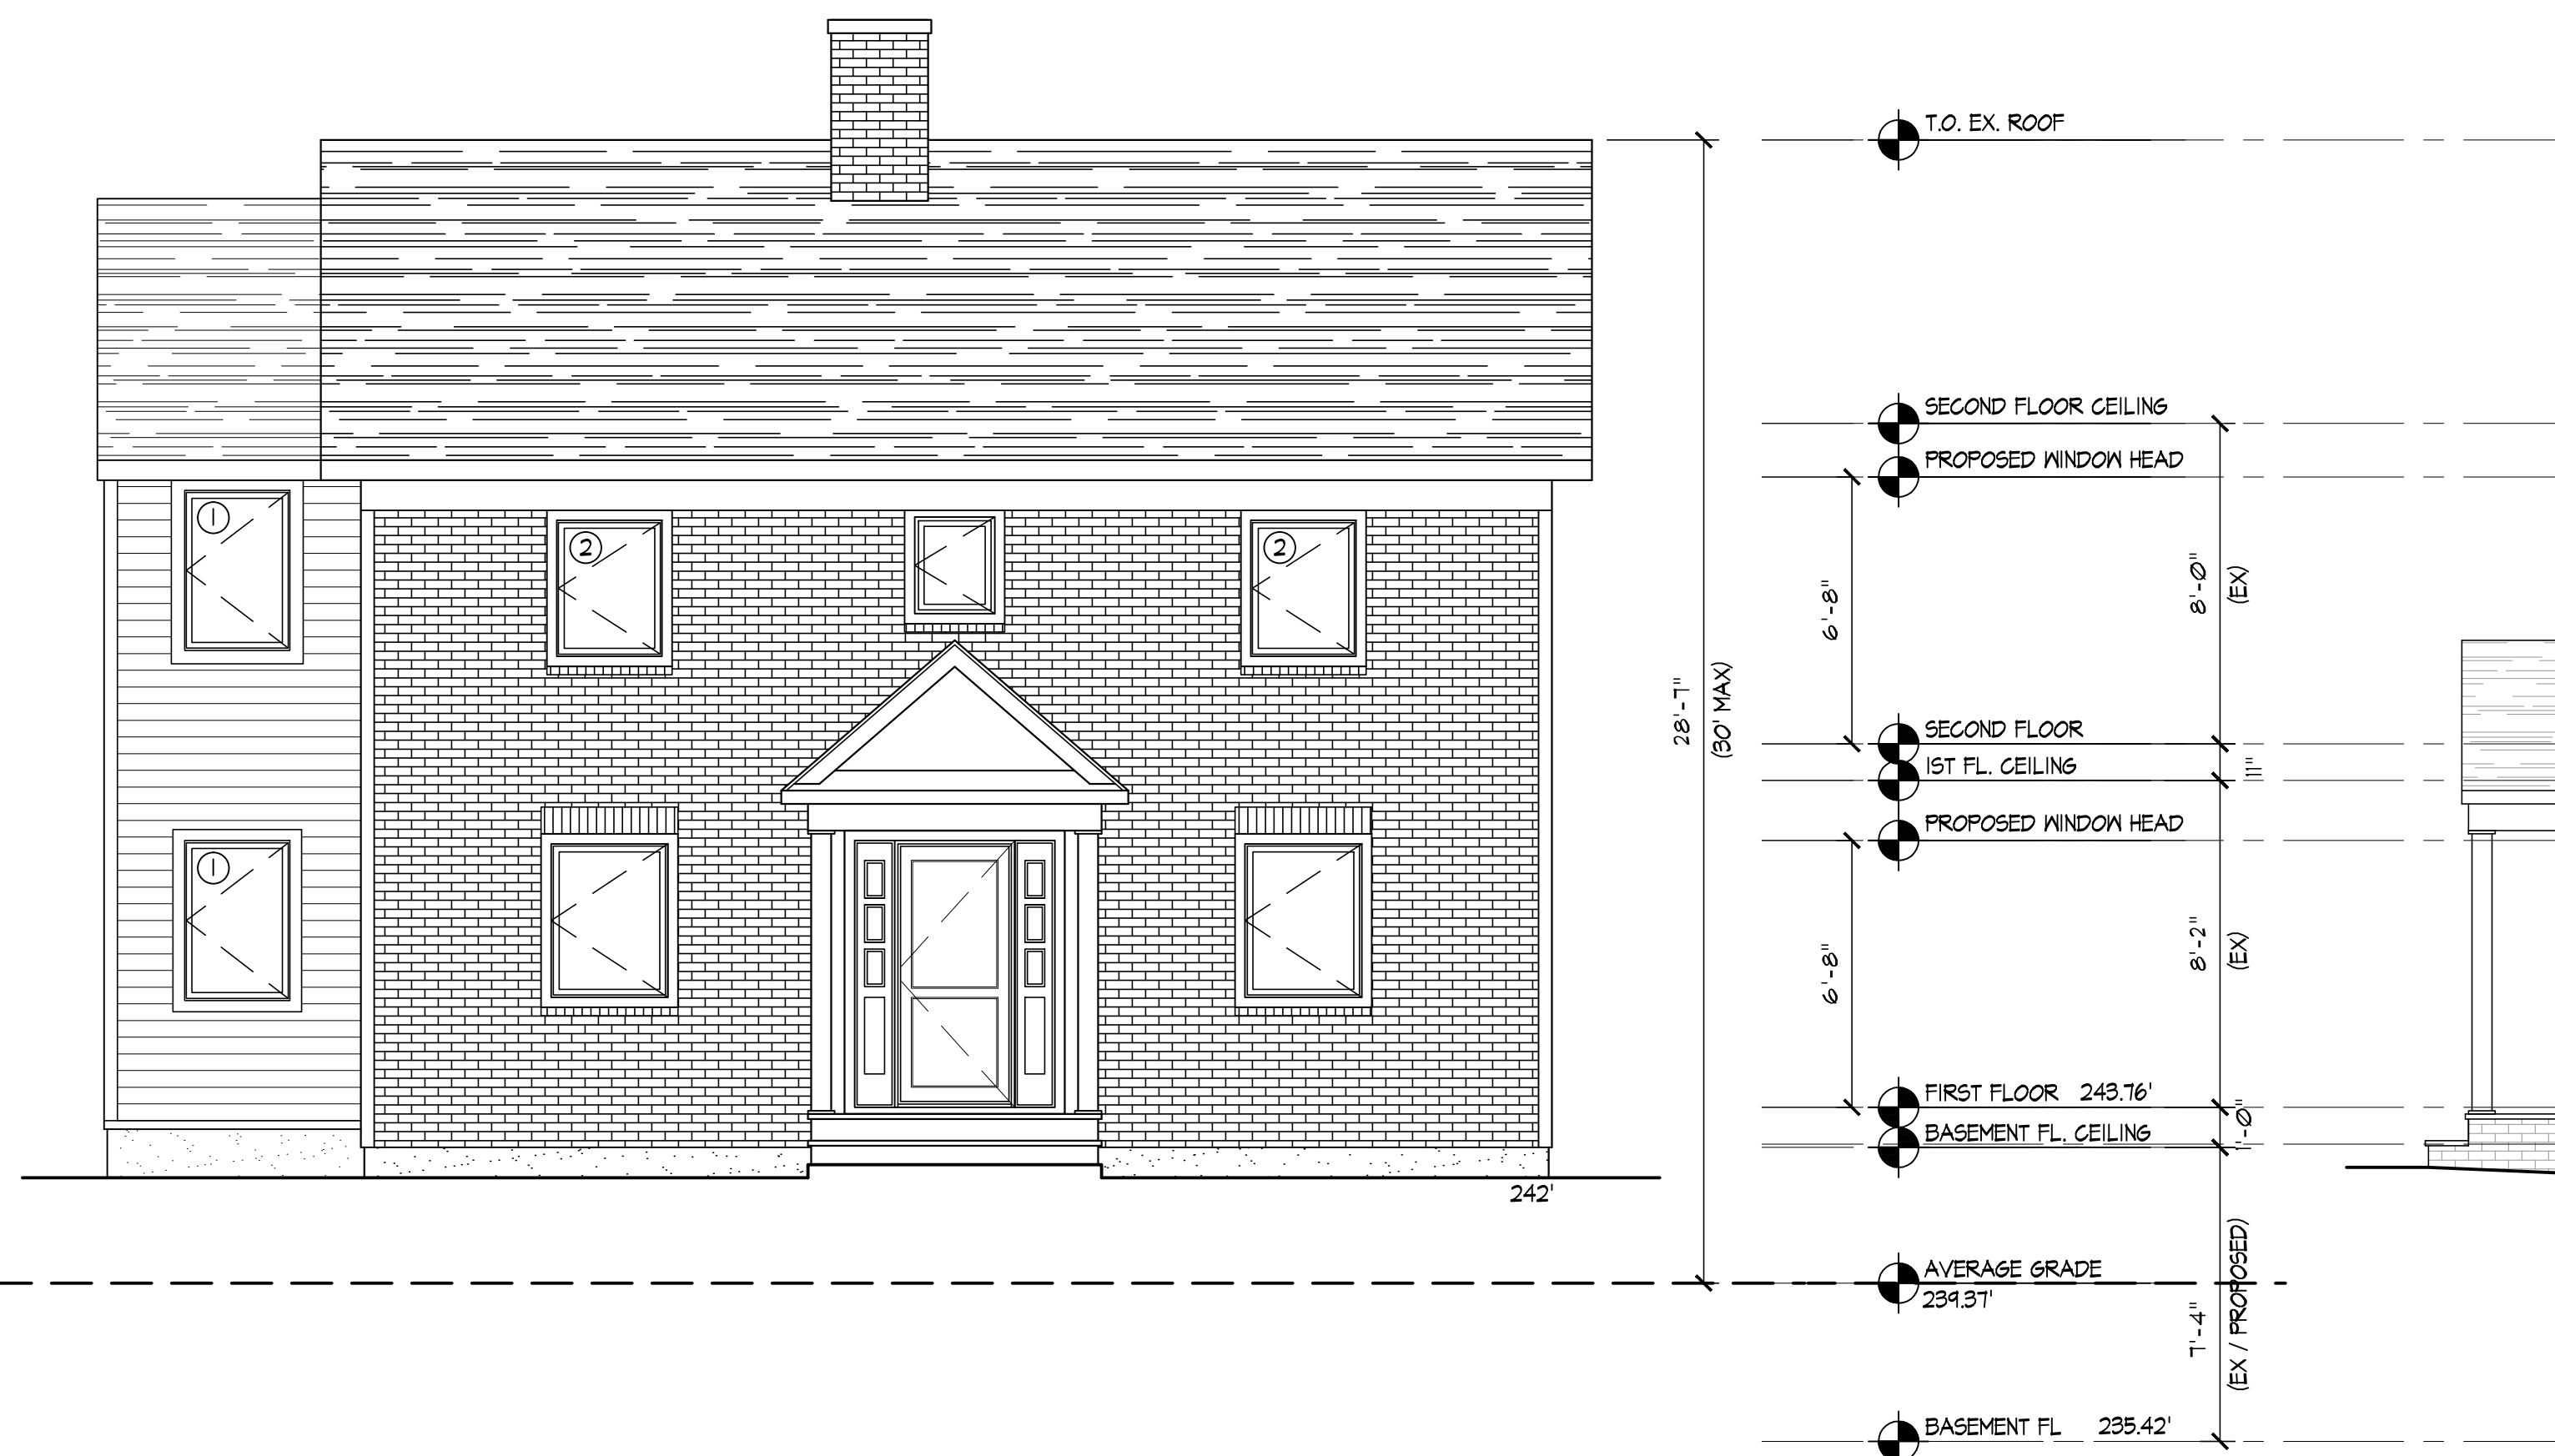 T.O. EX. ROOF
SECOND FLOOR CEILING
PROPOSED WINDOW HEAD
1
2
2
8'-0"
(EX)
6'-8"
28'-7"
(30' MAX)
SECOND FLOOR
1ST FL. CEILING
11"
PROPOSED WINDOW HEAD
1
6'-8"
8'-2"
(EX)
FIRST FLOOR 243.76'
BASEMENT FL. CEILING
1'-0"
242'
AVERAGE GRADE
239.37'
7'-4"
(EX / PROPOSED)
BASEMENT FL 235.42'